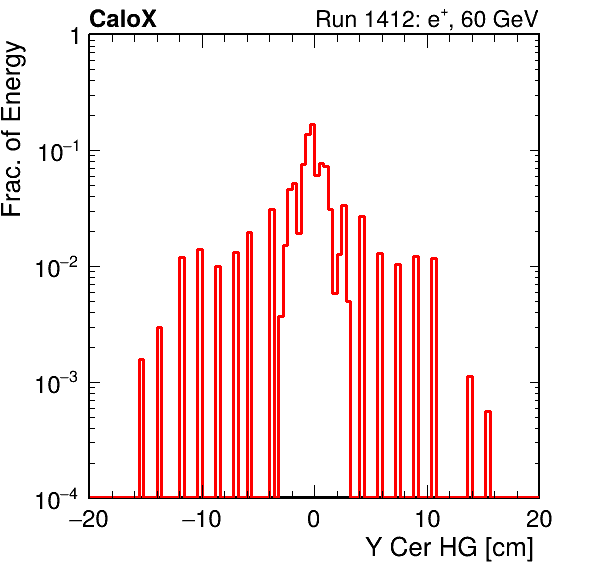 CaloX Run 1412: e⁺, 60 GeV
Frac. of Energy
1
10⁻¹
10⁻²
10⁻³
10⁻⁴
−20 −10 0 10 20
Y Cer HG [cm]